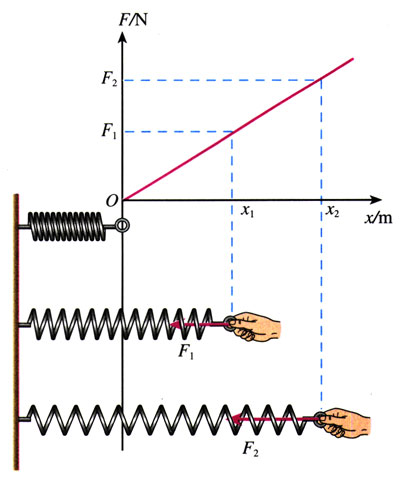 F/N
F₂
F₁
O
x₁
x₂
x/m
F₁
F₂